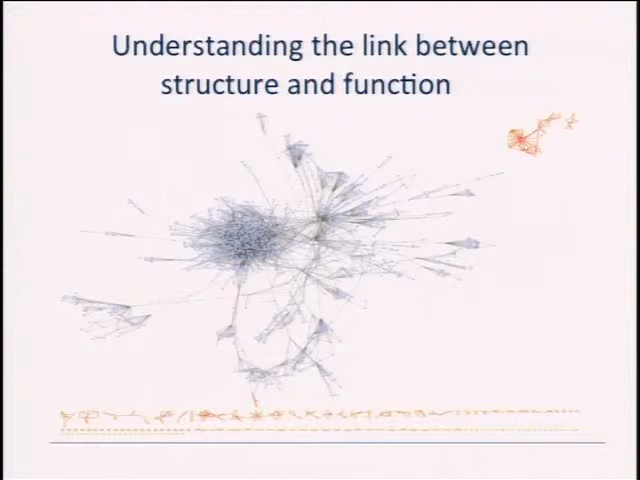 Understanding the link between
structure and function